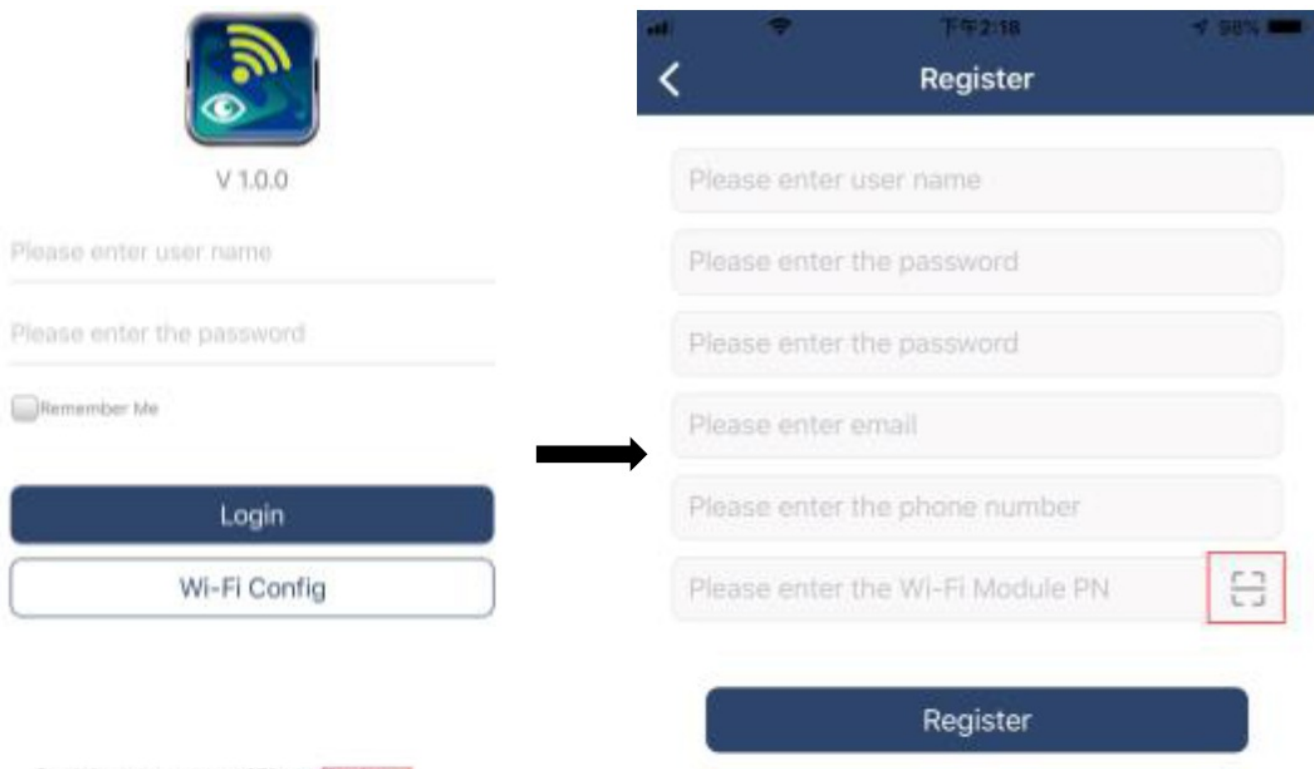 V 1.0.0
Please enter user name
Please enter the password
Remember Me
Login
Wi-Fi Config
下午2:18
98%
Register
Please enter user name
Please enter the password
Please enter the password
Please enter email
Please enter the phone number
Please enter the Wi-Fi Module PN
Register